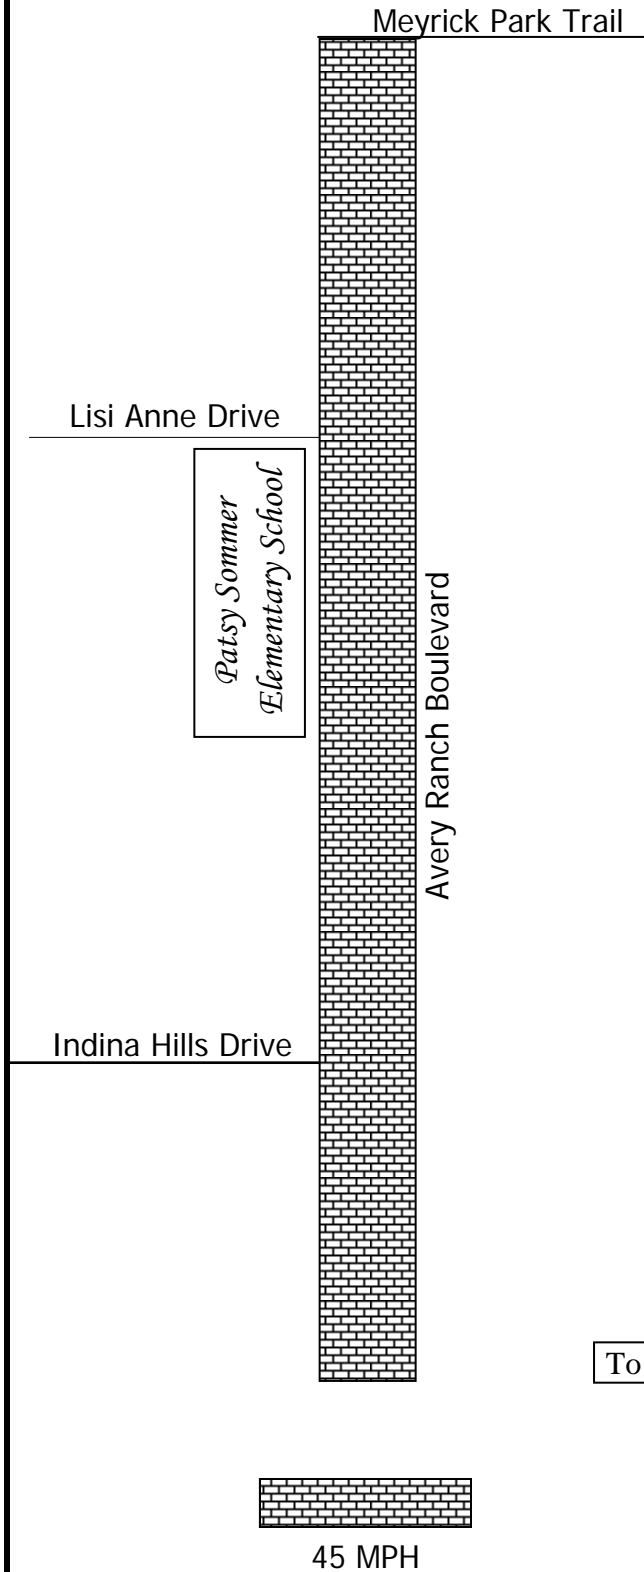 Meyrick Park Trail
Lisi Anne Drive
Patsy Sommer
Elementary School
Avery Ranch Boulevard
Indina Hills Drive
To
45 MPH